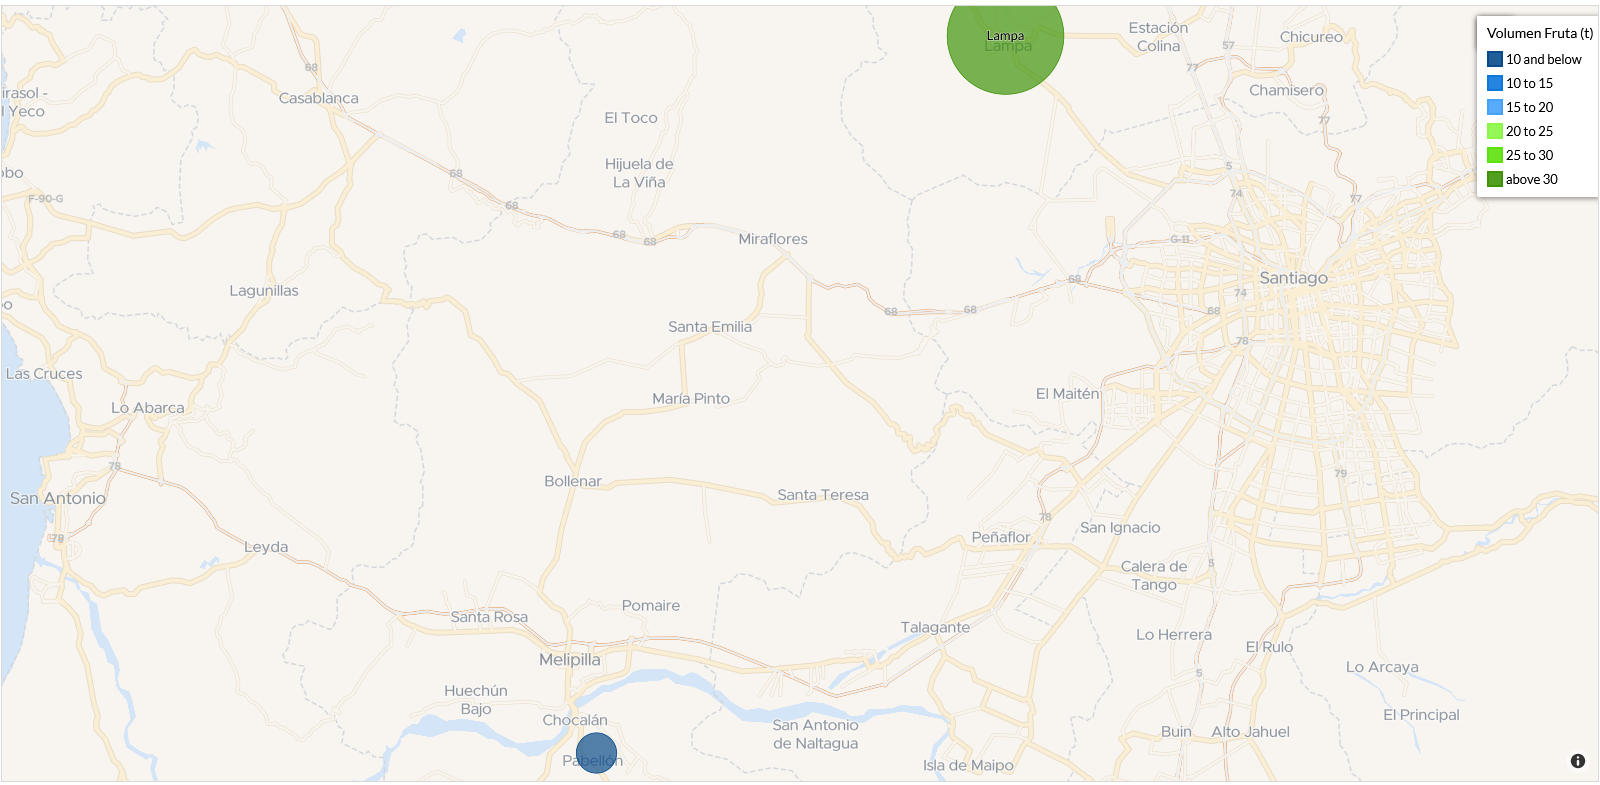 Lampa
Lampa
Estación
Colina
57
Chicureo
77
Chamisero
77
68
Casablanca
irasol -
l Yeco
El Toco
Hijuela de
La Viña
obo
F-90-G
68
68
68
68
5
74
77
Miraflores
G-11
Santiago
Lagunillas
68
74
68
68
68
o
Santa Emilia
78
Las Cruces
El Maitén
María Pinto
Lo Abarca
78
79
Bollenar
San Antonio
Santa Teresa
78
San Ignacio
78
Peñaflor
Leyda
5
Calera de
Tango
Pomaire
Santa Rosa
Talagante
Lo Herrera
El Rulo
Melipilla
Lo Arcaya
5
Huechún
Bajo
El Principal
Chocalán
San Antonio
de Naltagua
Buin
Alto Jahuel
Pabellón
Isla de Maipo
Volumen Fruta (t)
10 and below
10 to 15
15 to 20
20 to 25
25 to 30
above 30